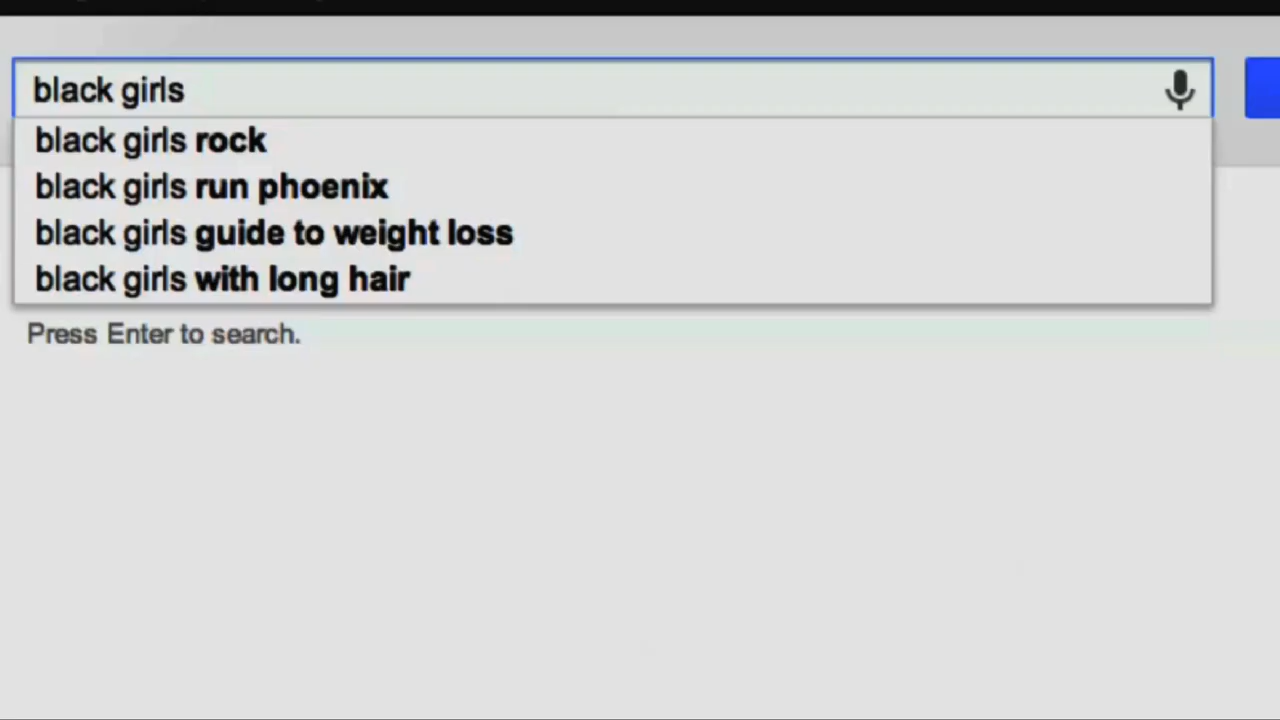 black girls
black girls rock
black girls run phoenix
black girls guide to weight loss
black girls with long hair
Press Enter to search.